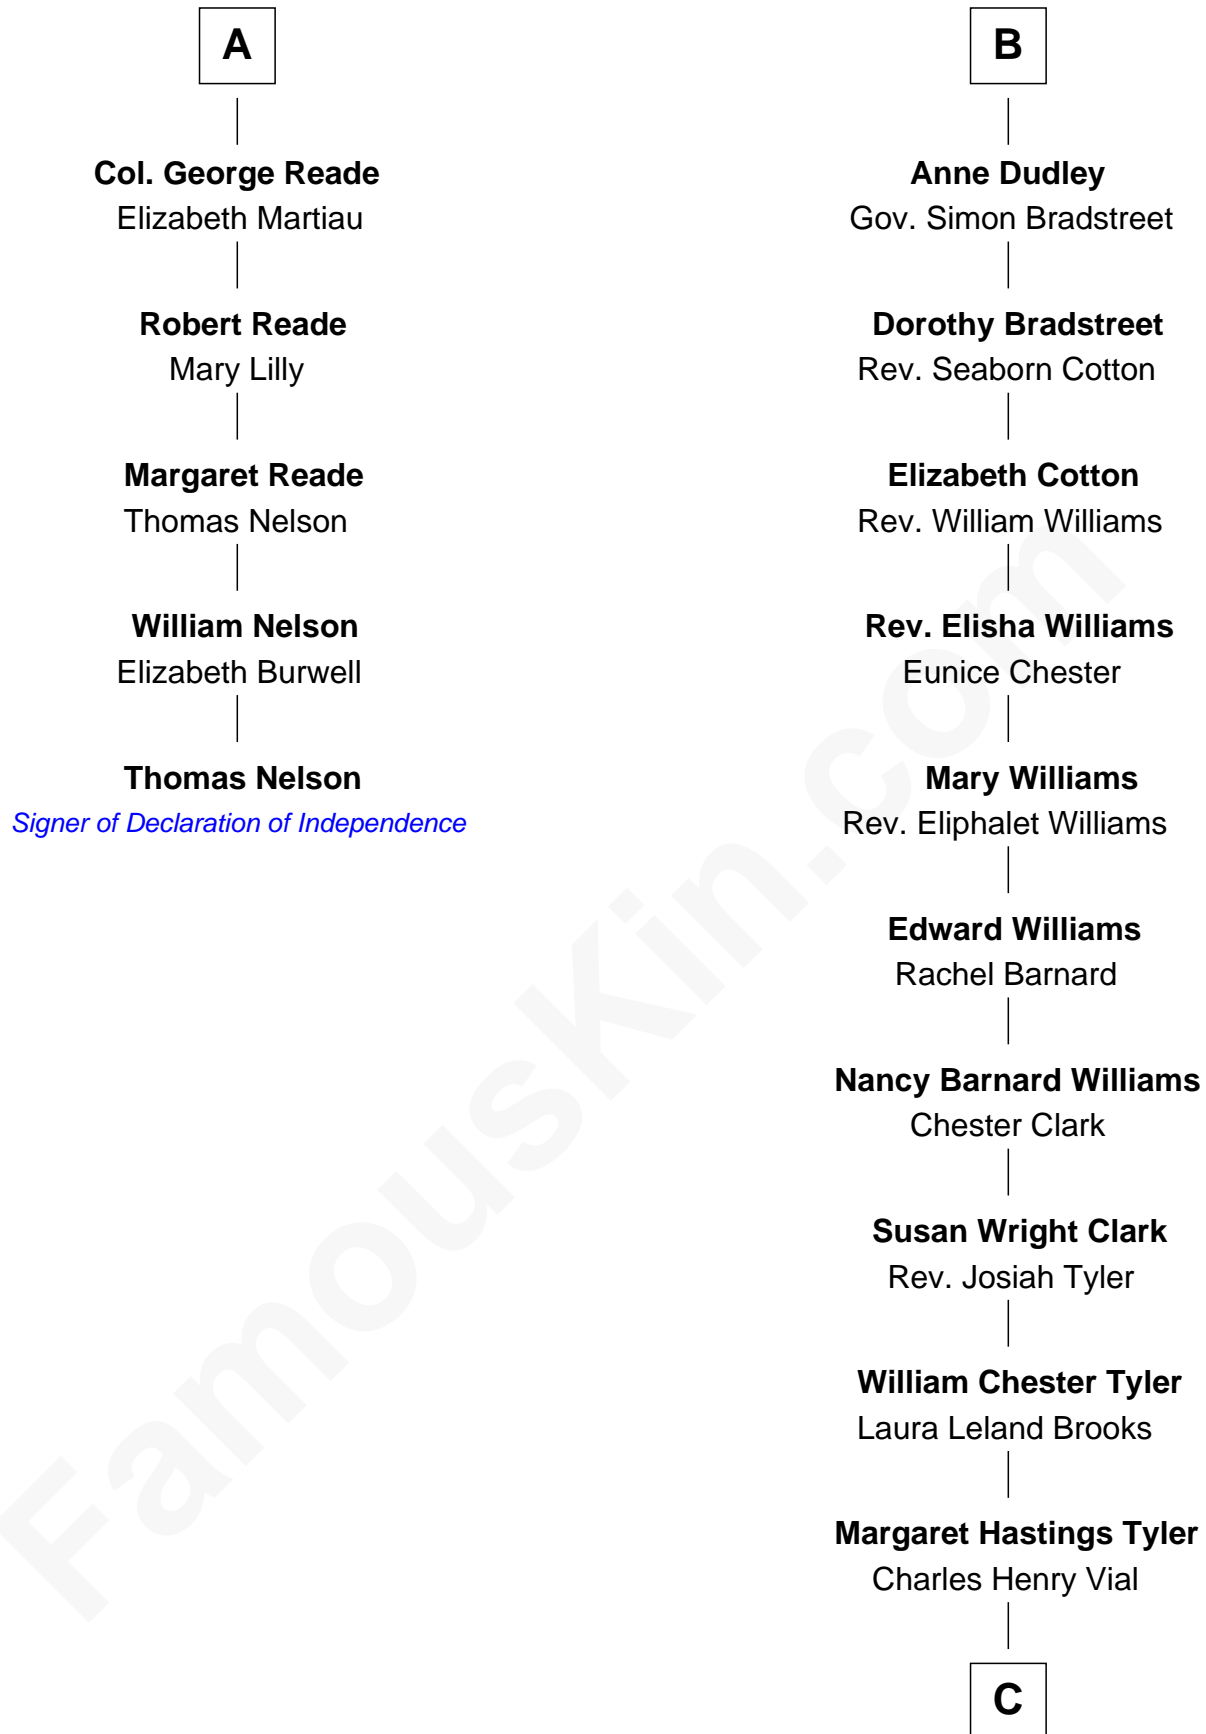 A
Col. George Reade
Elizabeth Martiau
Robert Reade
Mary Lilly
Margaret Reade
Thomas Nelson
William Nelson
Elizabeth Burwell
Thomas Nelson
Signer of Declaration of Independence
B
Anne Dudley
Gov. Simon Bradstreet
Dorothy Bradstreet
Rev. Seaborn Cotton
Elizabeth Cotton
Rev. William Williams
Rev. Elisha Williams
Eunice Chester
Mary Williams
Rev. Eliphalet Williams
Edward Williams
Rachel Barnard
Nancy Barnard Williams
Chester Clark
Susan Wright Clark
Rev. Josiah Tyler
William Chester Tyler
Laura Leland Brooks
Margaret Hastings Tyler
Charles Henry Vial
C
FamousKin.com